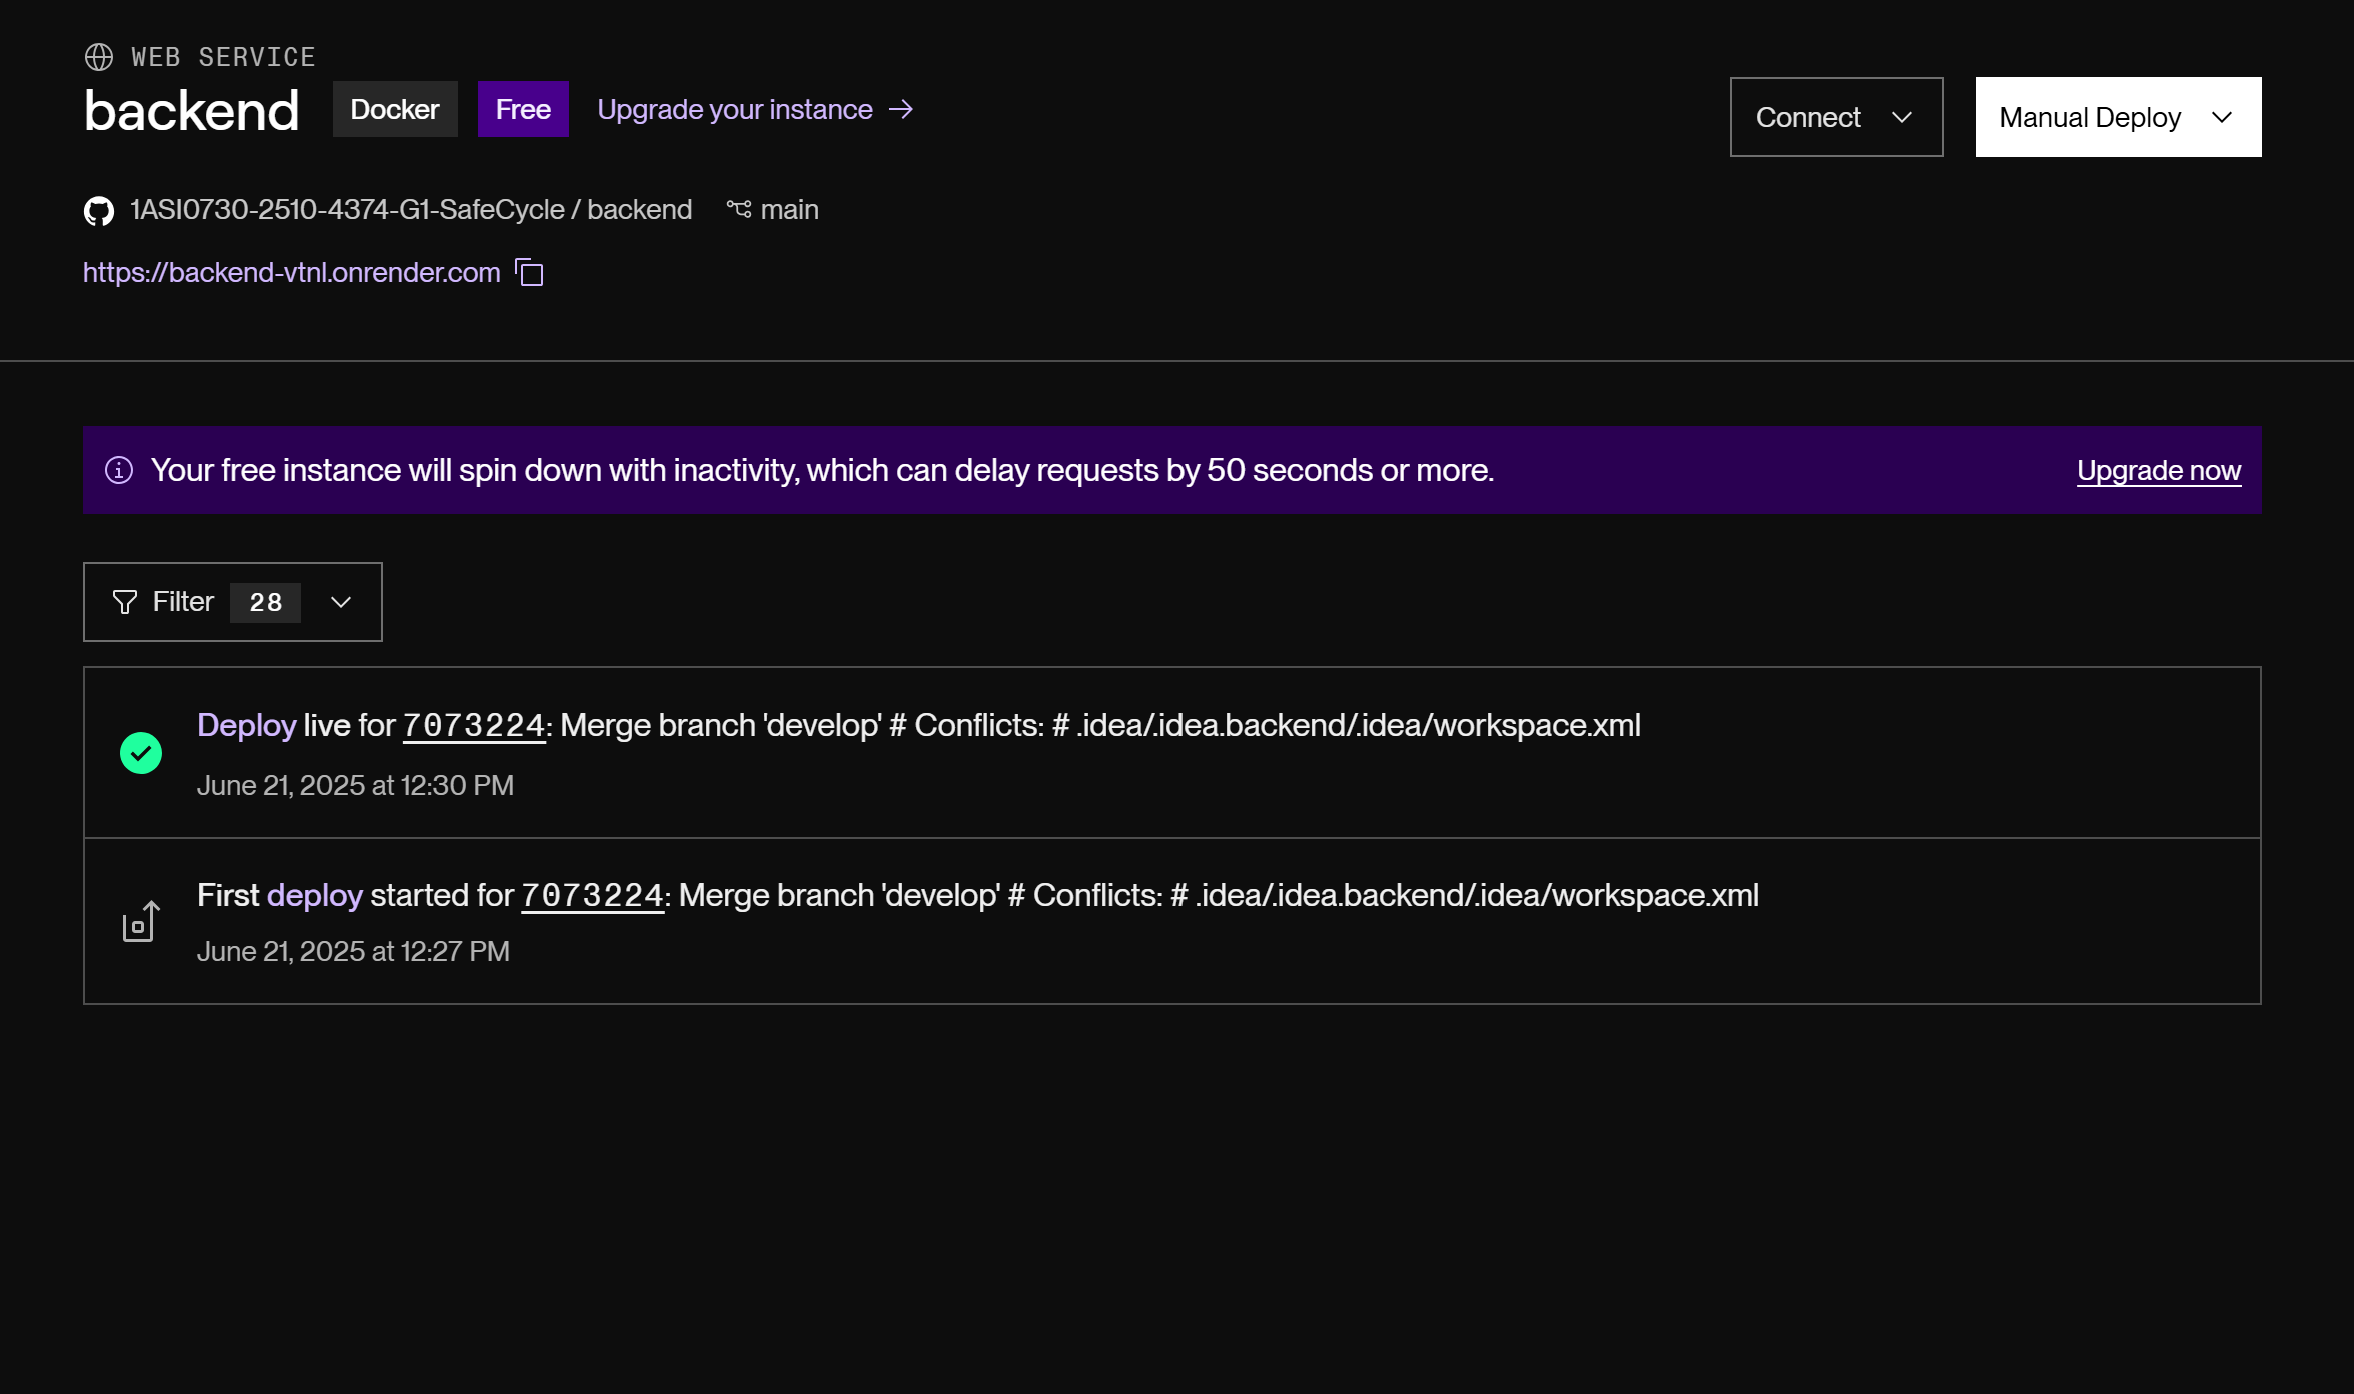 WEB SERVICE
backend Docker Free Upgrade your instance →
Connect Manual Deploy
1ASI0730-2510-4374-G1-SafeCycle / backend main
https://backend-vtnl.onrender.com
Your free instance will spin down with inactivity, which can delay requests by 50 seconds or more. Upgrade now
Filter 28
Deploy live for 7073224: Merge branch 'develop' # Conflicts: # .idea/.idea.backend/.idea/workspace.xml
June 21, 2025 at 12:30 PM
First deploy started for 7073224: Merge branch 'develop' # Conflicts: # .idea/.idea.backend/.idea/workspace.xml
June 21, 2025 at 12:27 PM